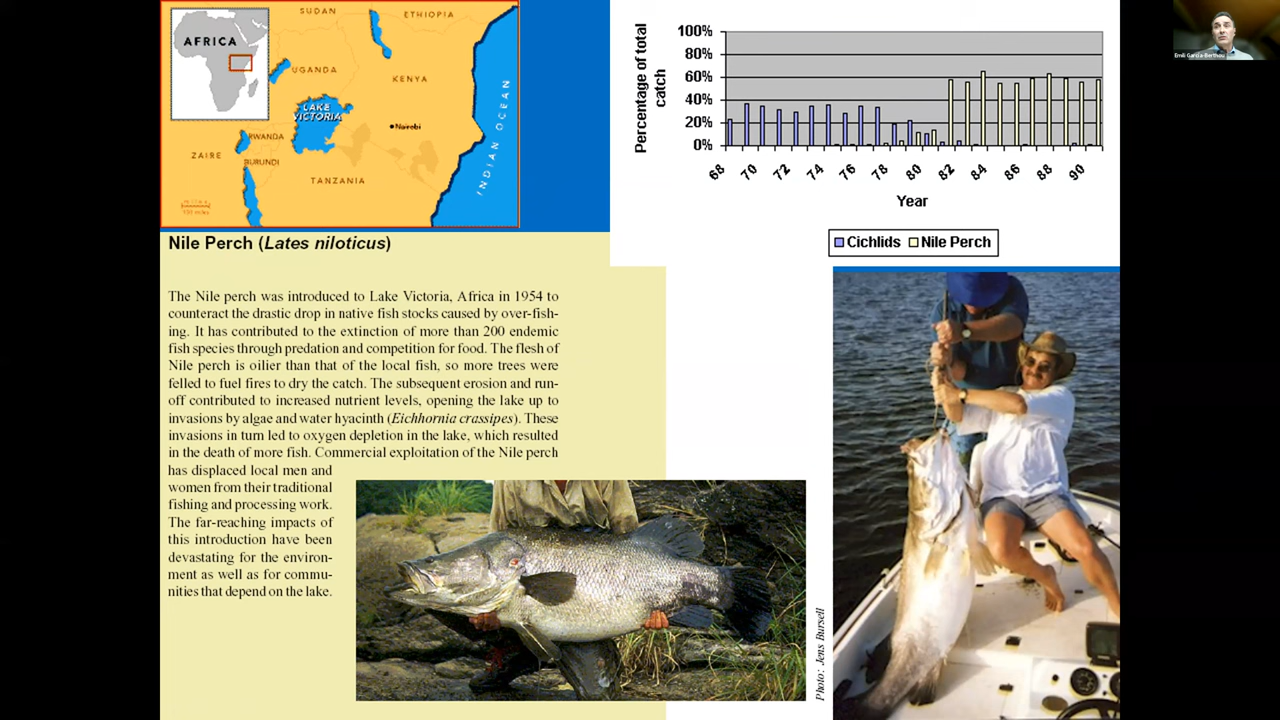 SUDAN
ETHIOPIA
AFRICA
UGANDA
KENYA
LAKE
VICTORIA
Nairobi
RWANDA
ZAIRE
BURUNDI
TANZANIA
INDIAN OCEAN
Percentage of total
catch
100%
80%
60%
40%
20%
0%
68
70
72
74
76
78
80
82
84
86
88
90
Year
Cichlids
Nile Perch
Emili García-Berthou
Nile Perch (Lates niloticus)
The Nile perch was introduced to Lake Victoria, Africa in 1954 to
counteract the drastic drop in native fish stocks caused by over-fish-
ing. It has contributed to the extinction of more than 200 endemic
fish species through predation and competition for food. The flesh of
Nile perch is oilier than that of the local fish, so more trees were
felled to fuel fires to dry the catch. The subsequent erosion and run-
off contributed to increased nutrient levels, opening the lake up to
invasions by algae and water hyacinth (Eichhornia crassipes). These
invasions in turn led to oxygen depletion in the lake, which resulted
in the death of more fish. Commercial exploitation of the Nile perch
has displaced local men and
women from their traditional
fishing and processing work.
The far-reaching impacts of
this introduction have been
devastating for the environ-
ment as well as for commu-
nities that depend on the lake.
Photo: Jens Bursell